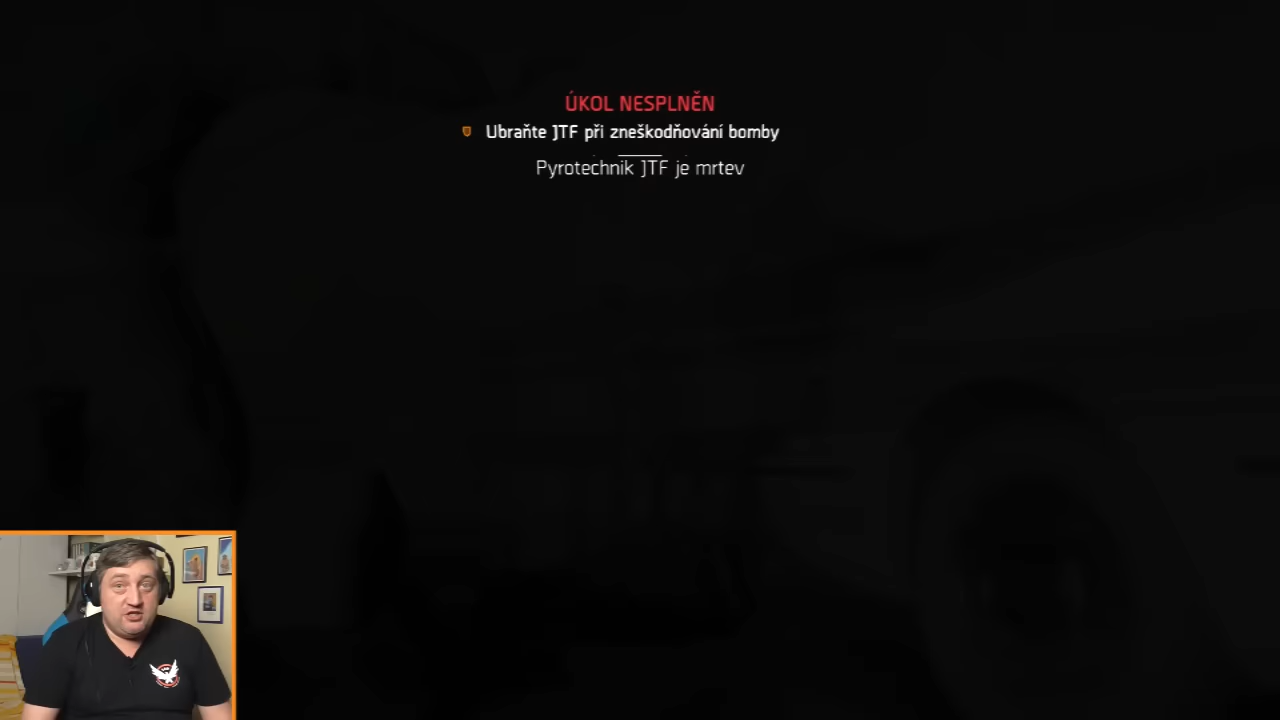 ÚKOL NESPLNĚN
Ubraňte JTF při zneškodňování bomby
Pyrotechnik JTF je mrtev